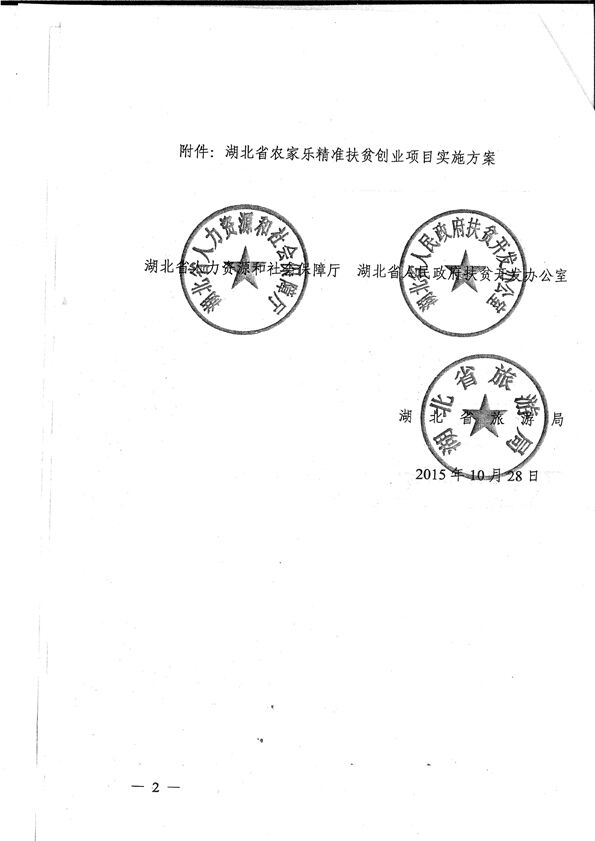 附件：湖北省农家乐精准扶贫创业项目实施方案
湖北省人力资源和社会保障厅
湖北省人民政府扶贫开发办公室
湖北省人力资源和社会保障厅 湖北省人民政府扶贫开发办公室
湖北省旅游局
湖北省旅游局
2015年10月28日
— 2 —